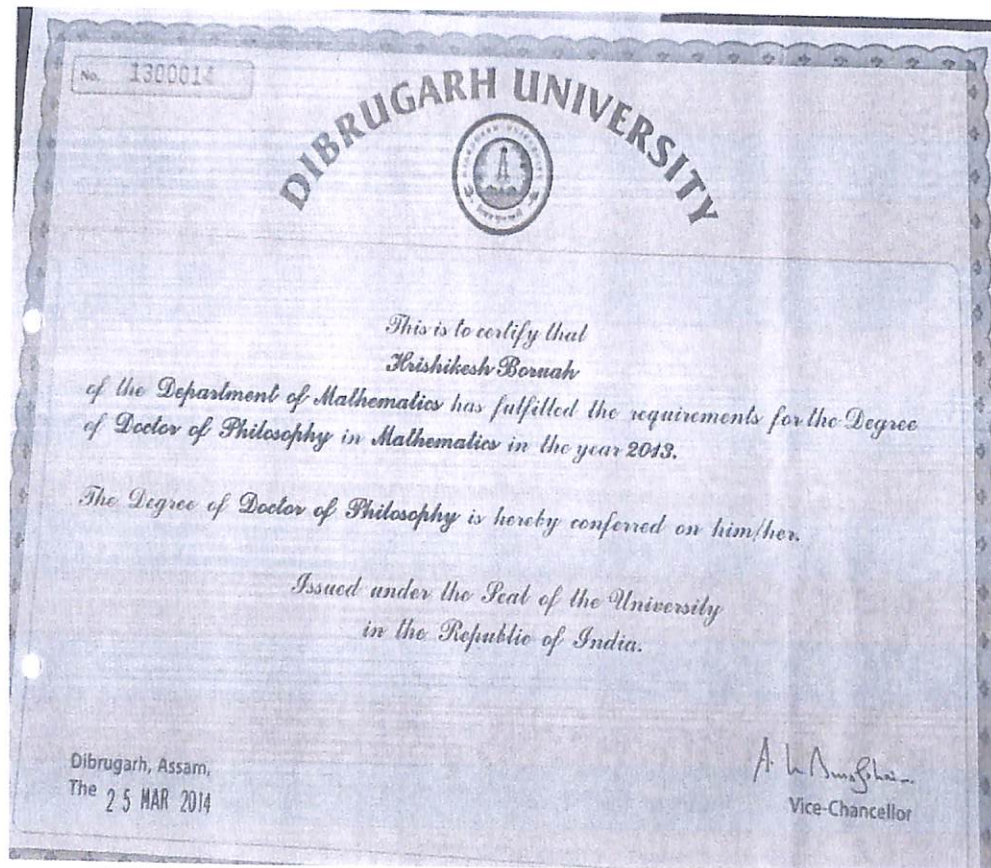 No. 1300014
DIBRUGARH UNIVERSITY
This is to certify that
Hrishikesh Boruah
of the Department of Mathematics has fulfilled the requirements for the Degree
of Doctor of Philosophy in Mathematics in the year 2013.
The Degree of Doctor of Philosophy is hereby conferred on him/her.
Issued under the Seal of the University
in the Republic of India.
Dibrugarh, Assam,
The 25 MAR 2014
Vice-Chancellor